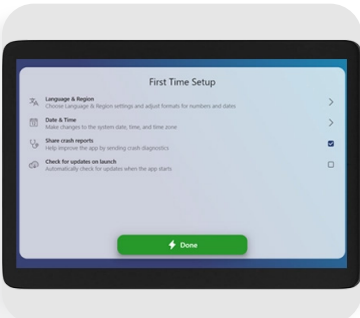 First Time Setup
Language & Region
Choose Language & Region settings and adjust formats for numbers and dates
Date & Time
Make changes to the system date, time, and time zone
Share crash reports
Help improve the app by sending crash diagnostics
Check for updates on launch
Automatically check for updates when the app starts
Done